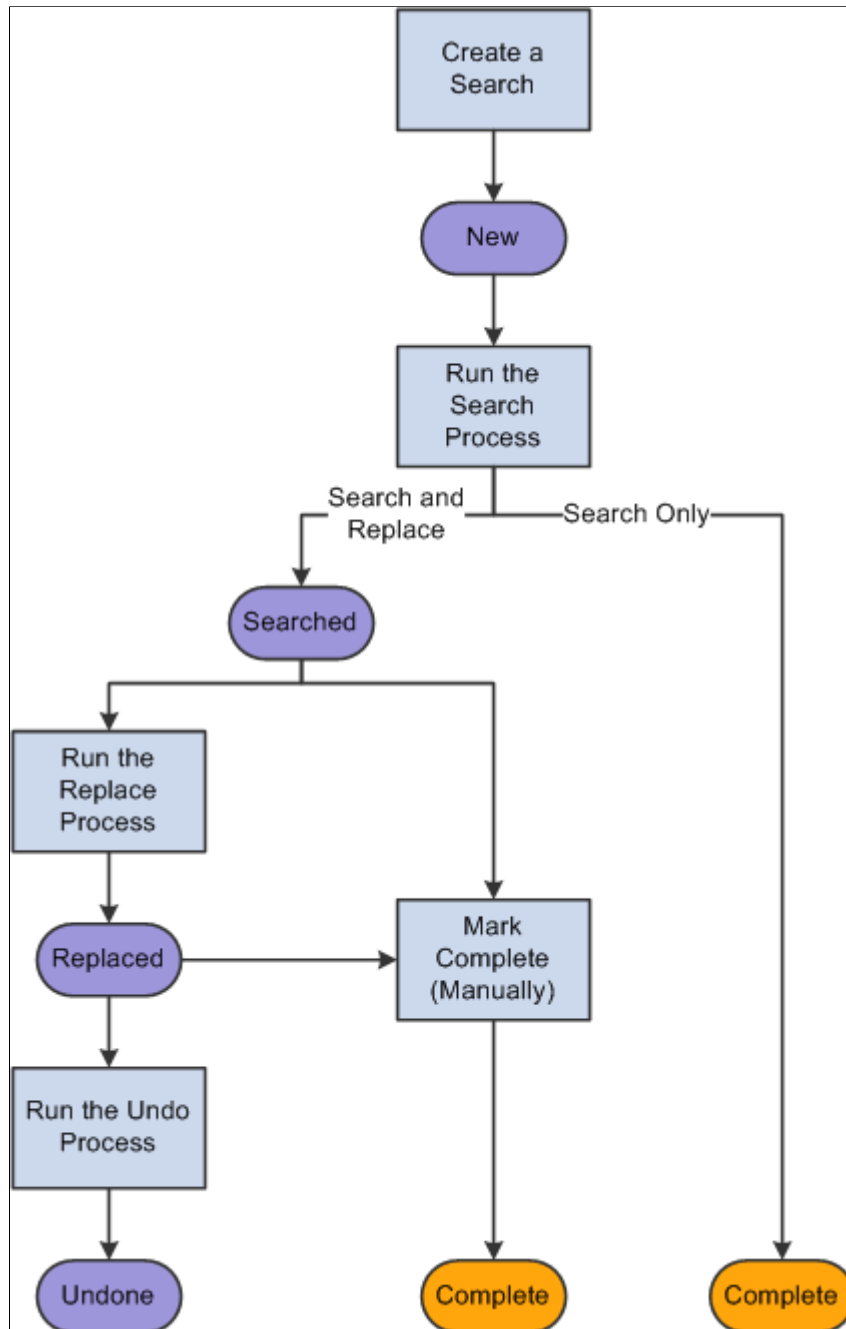 Create a
Search
New
Run the
Search
Process
Search and
Replace
Search Only
Searched
Run the
Replace
Process
Replaced
Mark
Complete
(Manually)
Run the Undo
Process
Undone
Complete
Complete